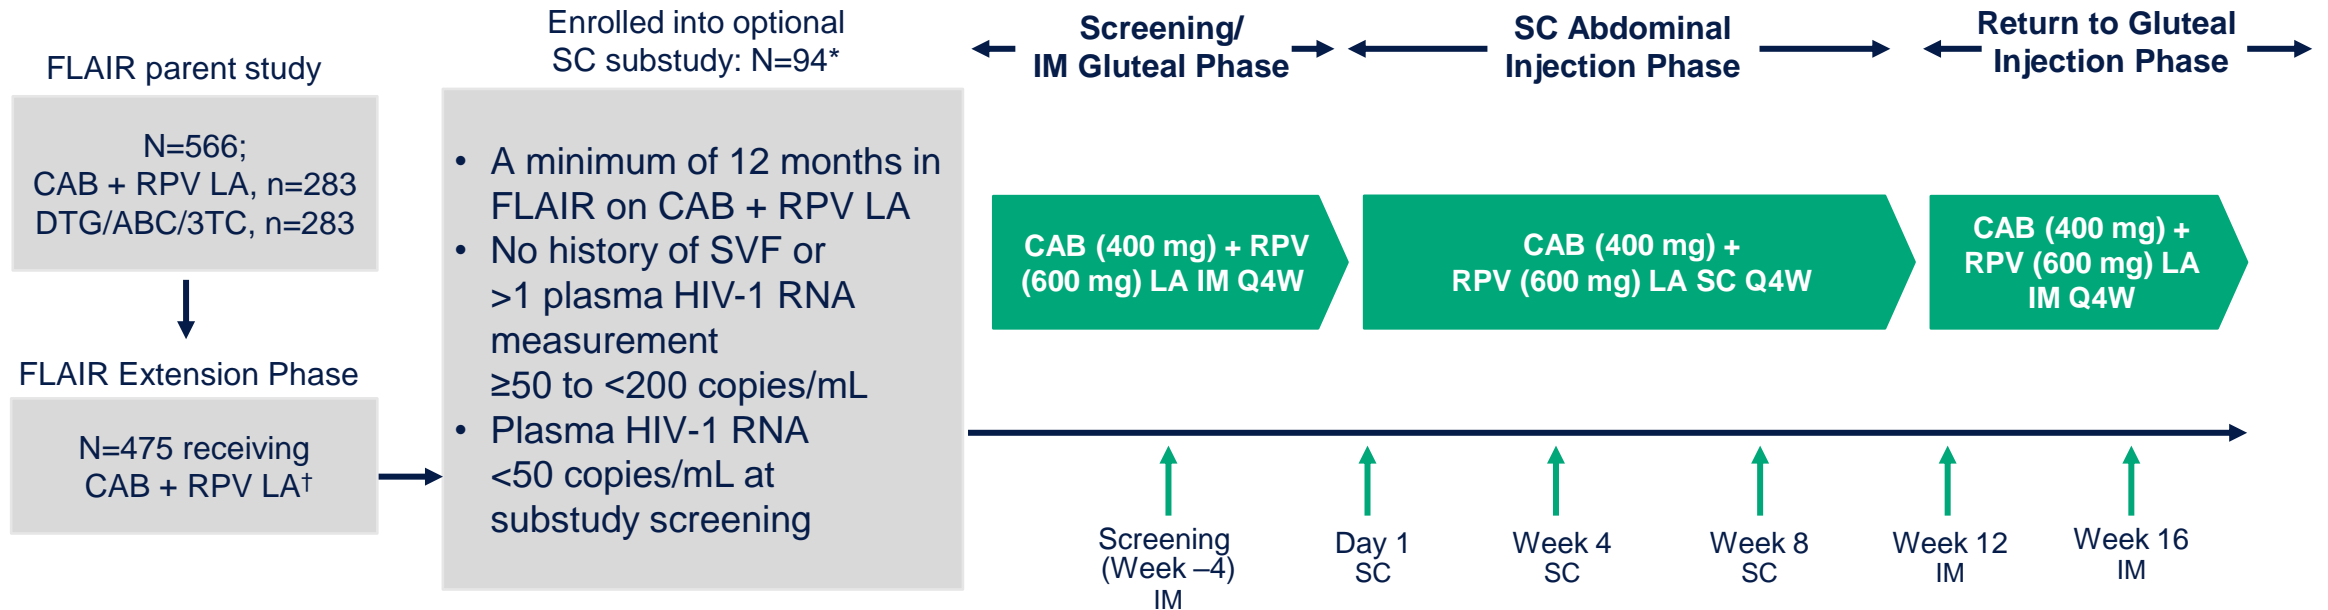 FLAIR parent study
N=566;
CAB + RPV LA, n=283
DTG/ABC/3TC, n=283
FLAIR Extension Phase
N=475 receiving
CAB + RPV LA†
Enrolled into optional
SC substudy: N=94*
• A minimum of 12 months in
FLAIR on CAB + RPV LA
• No history of SVF or
>1 plasma HIV-1 RNA
measurement
≥50 to <200 copies/mL
• Plasma HIV-1 RNA
<50 copies/mL at
substudy screening
Screening/
IM Gluteal Phase
SC Abdominal
Injection Phase
Return to Gluteal
Injection Phase
CAB (400 mg) + RPV
(600 mg) LA IM Q4W
CAB (400 mg) +
RPV (600 mg) LA SC Q4W
CAB (400 mg) +
RPV (600 mg) LA
IM Q4W
Screening
(Week –4)
IM
Day 1
SC
Week 4
SC
Week 8
SC
Week 12
IM
Week 16
IM